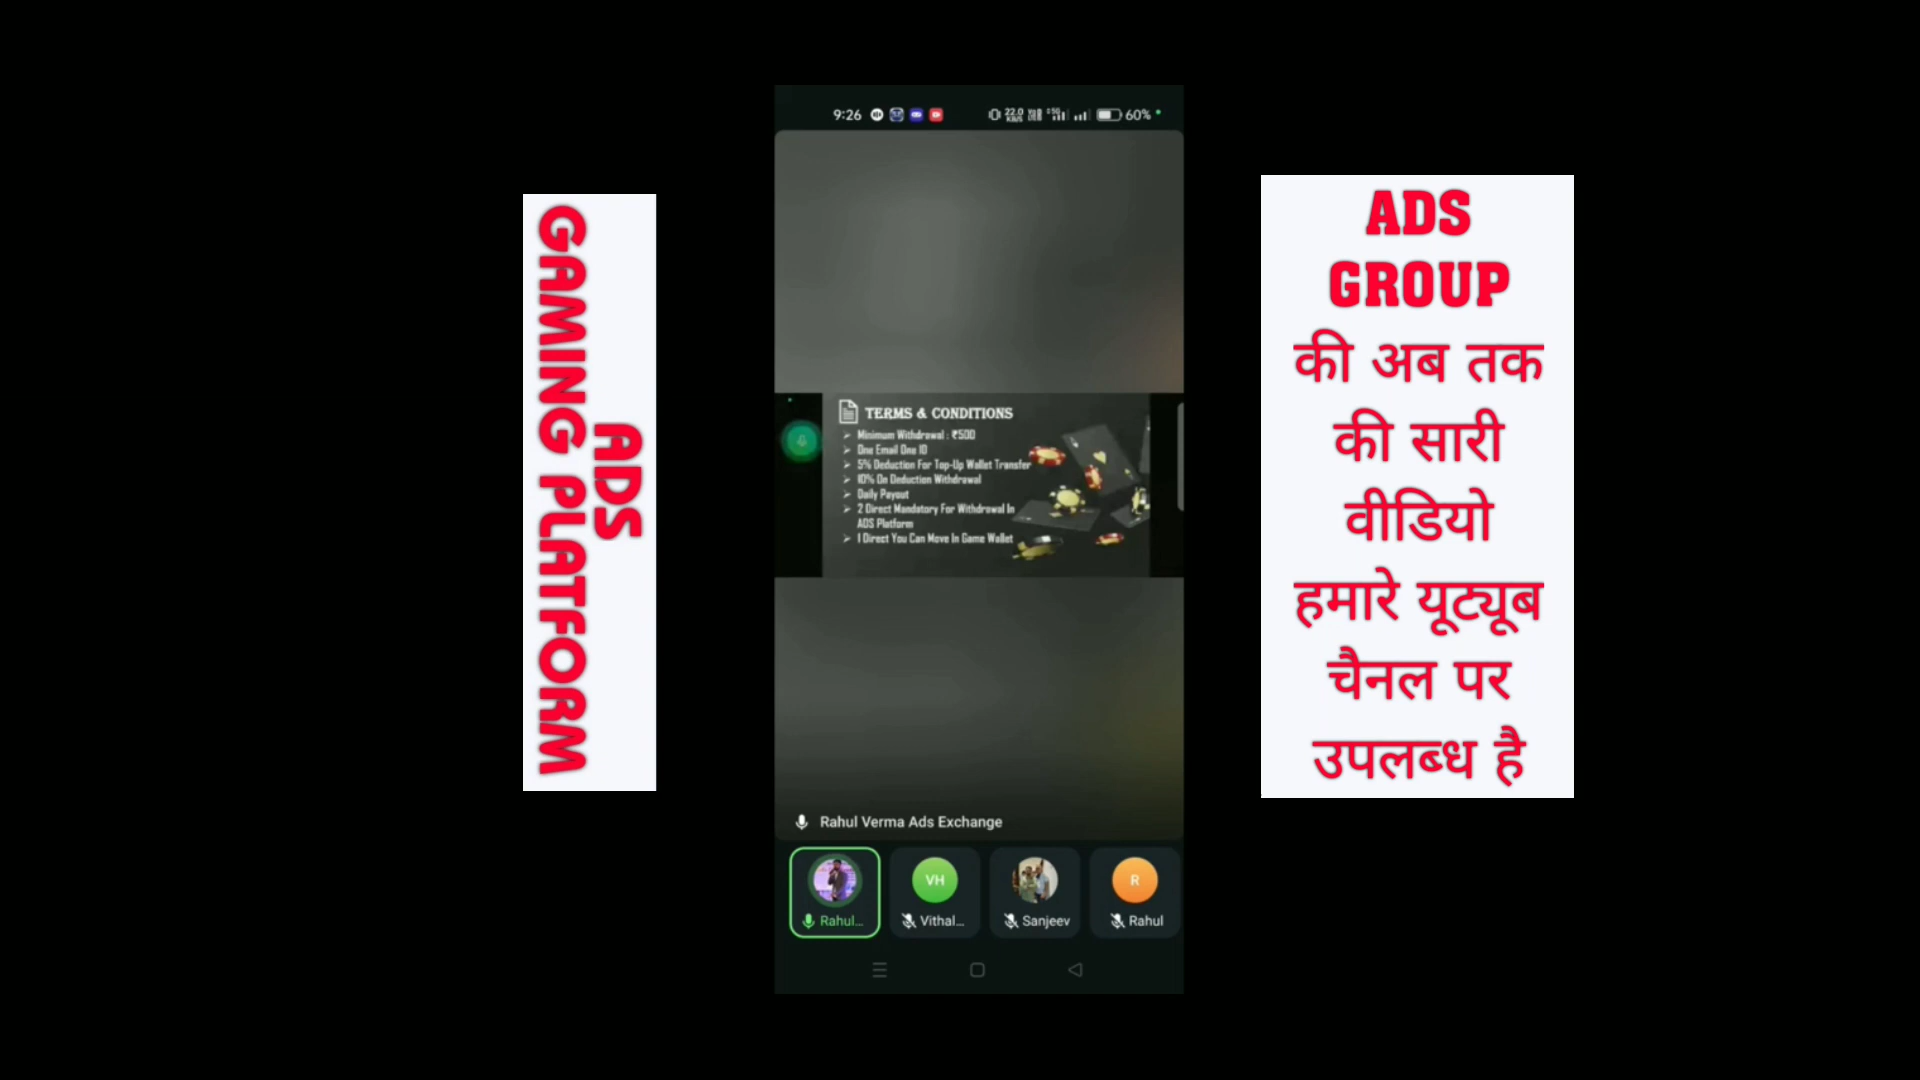 GAMING PLATFORM
ADS
9:26
22.0
KB/S
60%
TERMS & CONDITIONS
Minimum Withdrawal : ₹500
One Email One ID
5% Deduction For Top-Up Wallet Transfer
10% On Deduction Withdrawal
Daily Payout
2 Direct Mandatory For Withdrawal In
ADS Platform
1 Direct You Can Move In Game Wallet
Rahul Verma Ads Exchange
VH
R
Rahul...
Vithal...
Sanjeev
Rahul
ADS
GROUP
की अब तक
की सारी
वीडियो
हमारे यूट्यूब
चैनल पर
उपलब्ध है